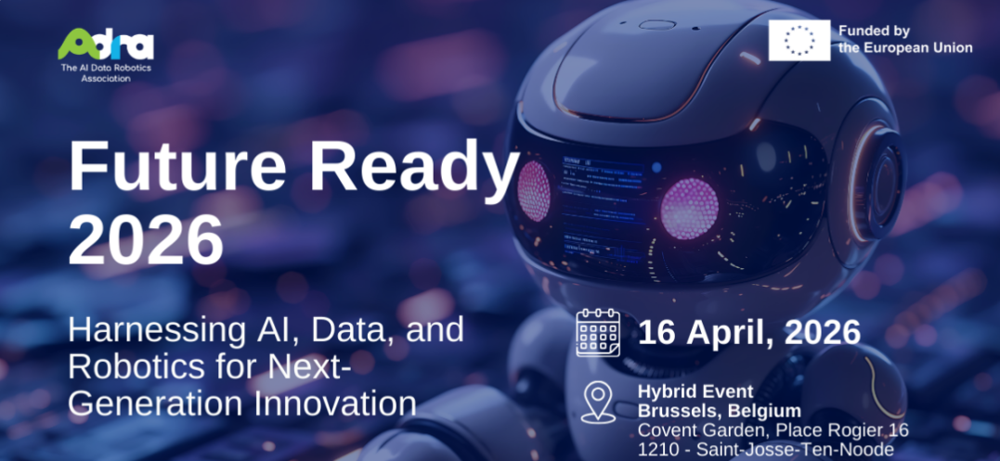 Adra
The AI Data Robotics
Association
Funded by
the European Union
Future Ready
2026
Harnessing AI, Data, and
Robotics for Next-
Generation Innovation
16 April, 2026
Hybrid Event
Brussels, Belgium
Covent Garden, Place Rogier 16
1210 - Saint-Josse-Ten-Noode